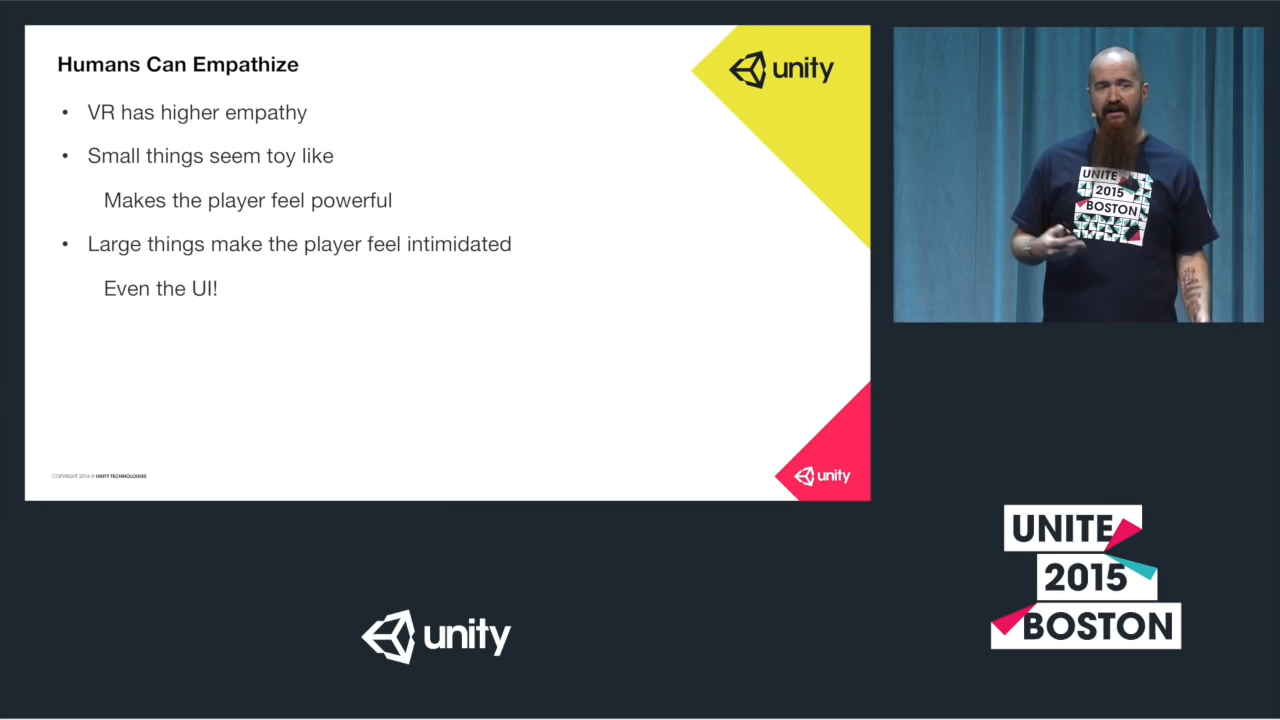 Humans Can Empathize
unity
• VR has higher empathy
• Small things seem toy like
Makes the player feel powerful
• Large things make the player feel intimidated
Even the UI!
COPYRIGHT 2014 © UNITY TECHNOLOGIES
unity
UNITE
2015
BOSTON
unity
UNITE
2015
BOSTON